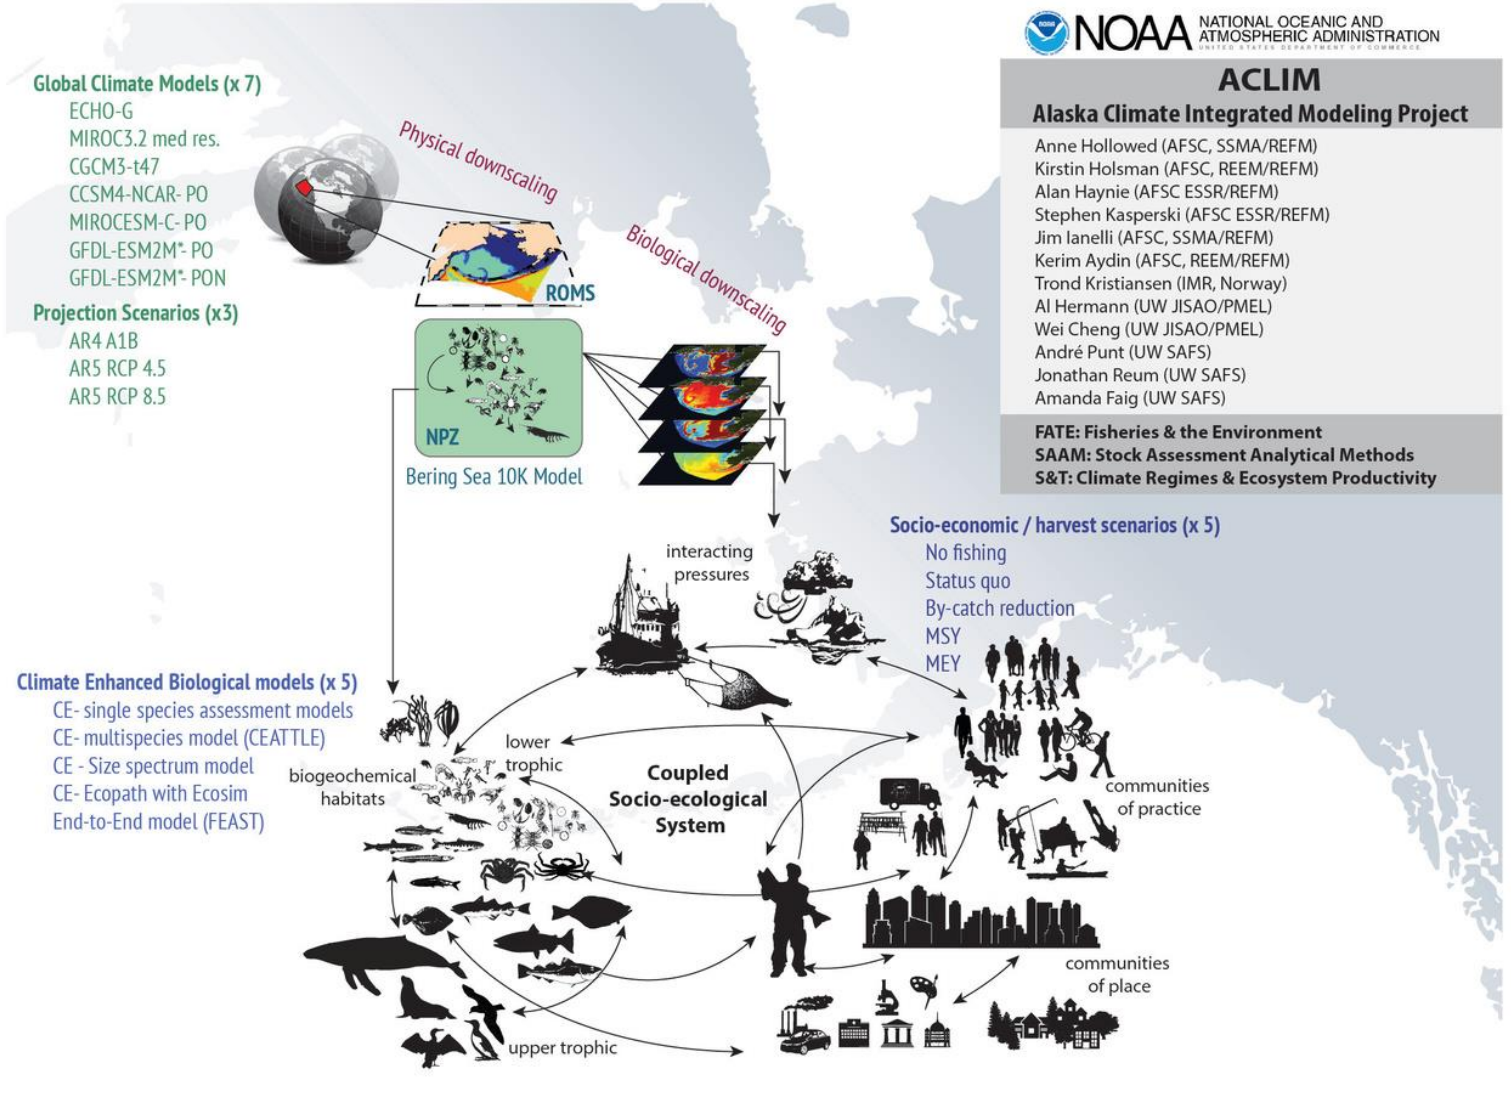 NOAA
NATIONAL OCEANIC AND
ATMOSPHERIC ADMINISTRATION
UNITED STATES DEPARTMENT OF COMMERCE
ACLIM
Alaska Climate Integrated Modeling Project
Anne Hollowed (AFSC, SSMA/REFM)
Kirstin Holsman (AFSC, REEM/REFM)
Alan Haynie (AFSC ESSR/REFM)
Stephen Kasperski (AFSC ESSR/REFM)
Jim Ianelli (AFSC, SSMA/REFM)
Kerim Aydin (AFSC, REEM/REFM)
Trond Kristiansen (IMR, Norway)
Al Hermann (UW JISAO/PMEL)
Wei Cheng (UW JISAO/PMEL)
André Punt (UW SAFS)
Jonathan Reum (UW SAFS)
Amanda Faig (UW SAFS)
FATE: Fisheries & the Environment
SAAM: Stock Assessment Analytical Methods
S&T: Climate Regimes & Ecosystem Productivity
Global Climate Models (x 7)
ECHO-G
MIROC3.2 med res.
CGCM3-t47
CCSM4-NCAR- PO
MIROCESM-C- PO
GFDL-ESM2M*- PO
GFDL-ESM2M*- PON
Projection Scenarios (x3)
AR4 A1B
AR5 RCP 4.5
AR5 RCP 8.5
Physical downscaling
ROMS
Biological downscaling
NPZ
Bering Sea 10K Model
Socio-economic / harvest scenarios (x 5)
No fishing
Status quo
By-catch reduction
MSY
MEY
interacting
pressures
Climate Enhanced Biological models (x 5)
CE- single species assessment models
CE- multispecies model (CEATTLE)
CE - Size spectrum model
CE- Ecopath with Ecosim
End-to-End model (FEAST)
lower
trophic
biogeochemical
habitats
Coupled
Socio-ecological
System
communities
of practice
communities
of place
upper trophic